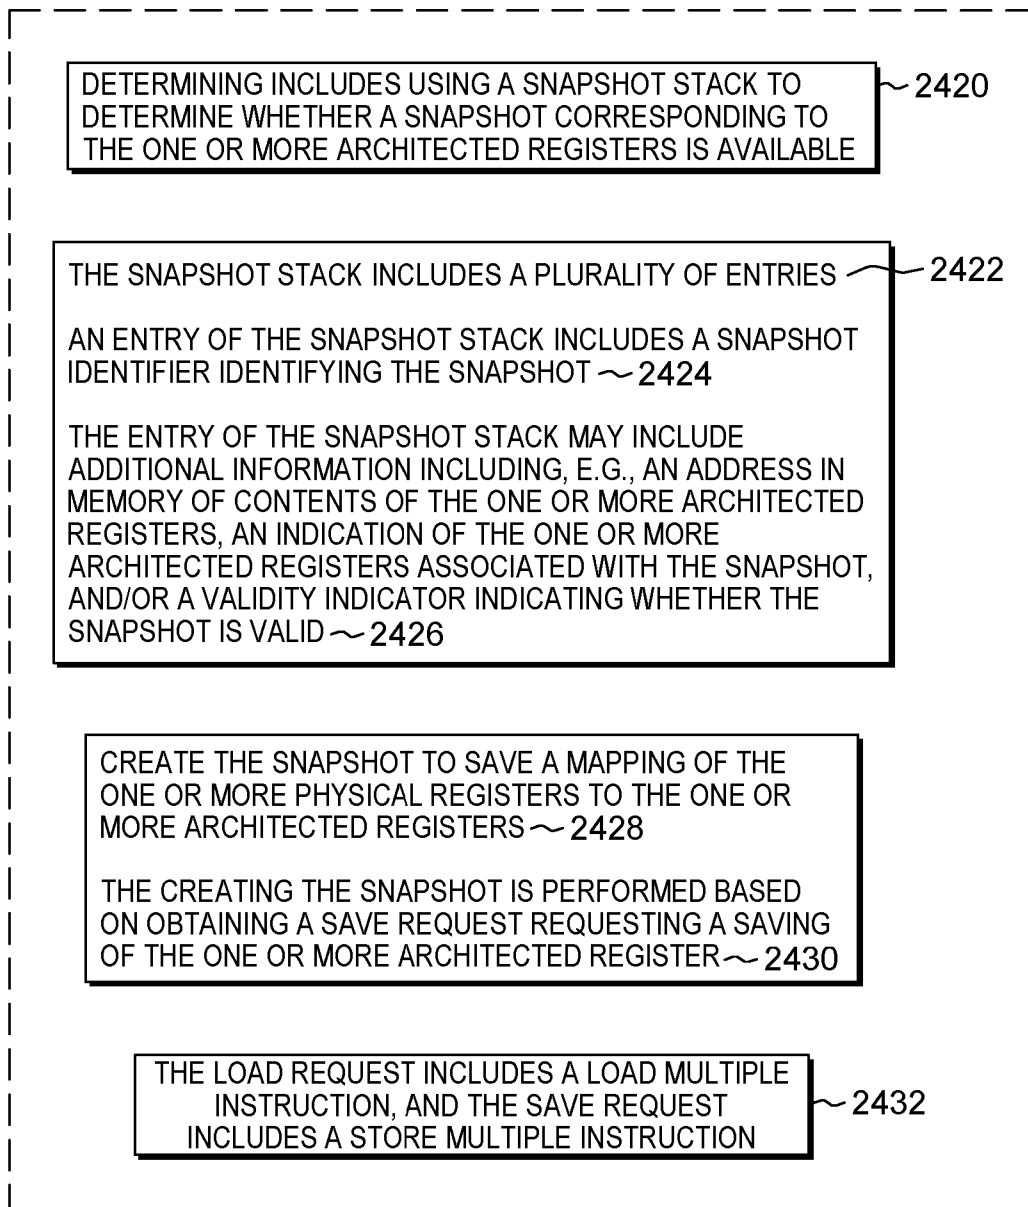 DETERMINING INCLUDES USING A SNAPSHOT STACK TO
DETERMINE WHETHER A SNAPSHOT CORRESPONDING TO
THE ONE OR MORE ARCHITECTED REGISTERS IS AVAILABLE
2420
THE SNAPSHOT STACK INCLUDES A PLURALITY OF ENTRIES 2422
AN ENTRY OF THE SNAPSHOT STACK INCLUDES A SNAPSHOT
IDENTIFIER IDENTIFYING THE SNAPSHOT 2424
THE ENTRY OF THE SNAPSHOT STACK MAY INCLUDE
ADDITIONAL INFORMATION INCLUDING, E.G., AN ADDRESS IN
MEMORY OF CONTENTS OF THE ONE OR MORE ARCHITECTED
REGISTERS, AN INDICATION OF THE ONE OR MORE
ARCHITECTED REGISTERS ASSOCIATED WITH THE SNAPSHOT,
AND/OR A VALIDITY INDICATOR INDICATING WHETHER THE
SNAPSHOT IS VALID 2426
CREATE THE SNAPSHOT TO SAVE A MAPPING OF THE
ONE OR MORE PHYSICAL REGISTERS TO THE ONE OR
MORE ARCHITECTED REGISTERS 2428
THE CREATING THE SNAPSHOT IS PERFORMED BASED
ON OBTAINING A SAVE REQUEST REQUESTING A SAVING
OF THE ONE OR MORE ARCHITECTED REGISTER 2430
THE LOAD REQUEST INCLUDES A LOAD MULTIPLE
INSTRUCTION, AND THE SAVE REQUEST
INCLUDES A STORE MULTIPLE INSTRUCTION
2432